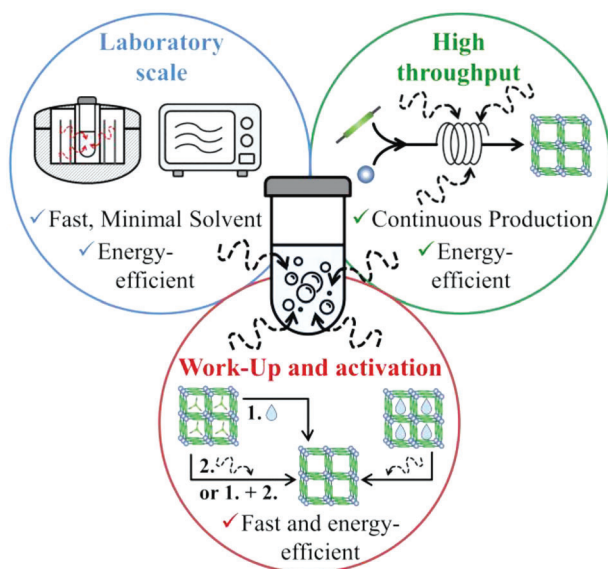 Laboratory
scale
✓Fast, Minimal Solvent
✓Energy-
efficient
High
throughput
✓Continuous Production
✓Energy-
efficient
Work-Up and activation
1.
2.
or 1. + 2.
✓Fast and energy-
efficient